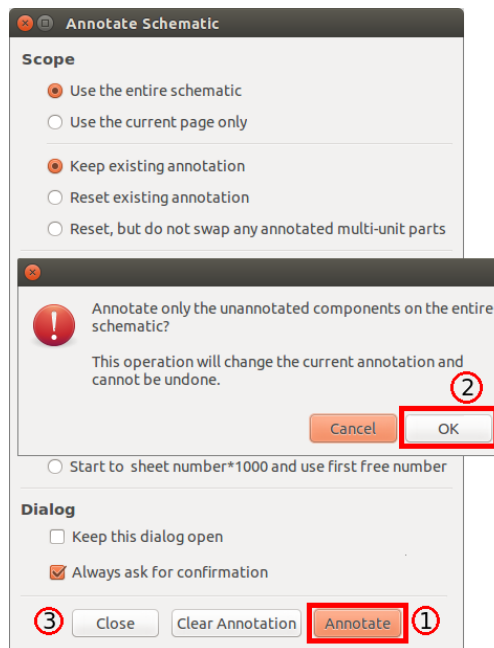 Annotate Schematic
Scope
Use the entire schematic
Use the current page only
Keep existing annotation
Reset existing annotation
Reset, but do not swap any annotated multi-unit parts
Annotate only the unannotated components on the entire
schematic?
This operation will change the current annotation and
cannot be undone.
2
Cancel
OK
Start to sheet number*1000 and use first free number
Dialog
Keep this dialog open
Always ask for confirmation
3
Close
Clear Annotation
Annotate
1